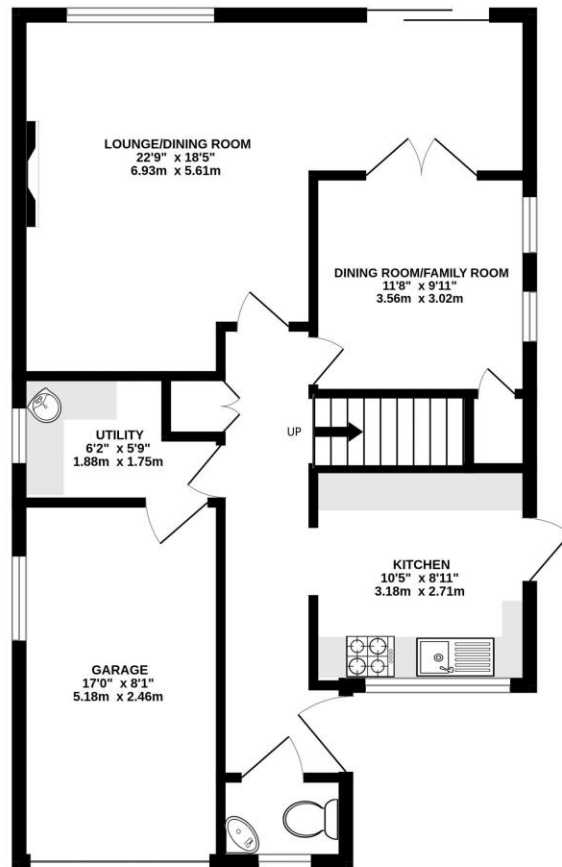 LOUNGE/DINING ROOM
22'9" x 18'5"
6.93m x 5.61m
DINING ROOM/FAMILY ROOM
11'8" x 9'11"
3.56m x 3.02m
UP
UTILITY
6'2" x 5'9"
1.88m x 1.75m
KITCHEN
10'5" x 8'11"
3.18m x 2.71m
GARAGE
17'0" x 8'1"
5.18m x 2.46m